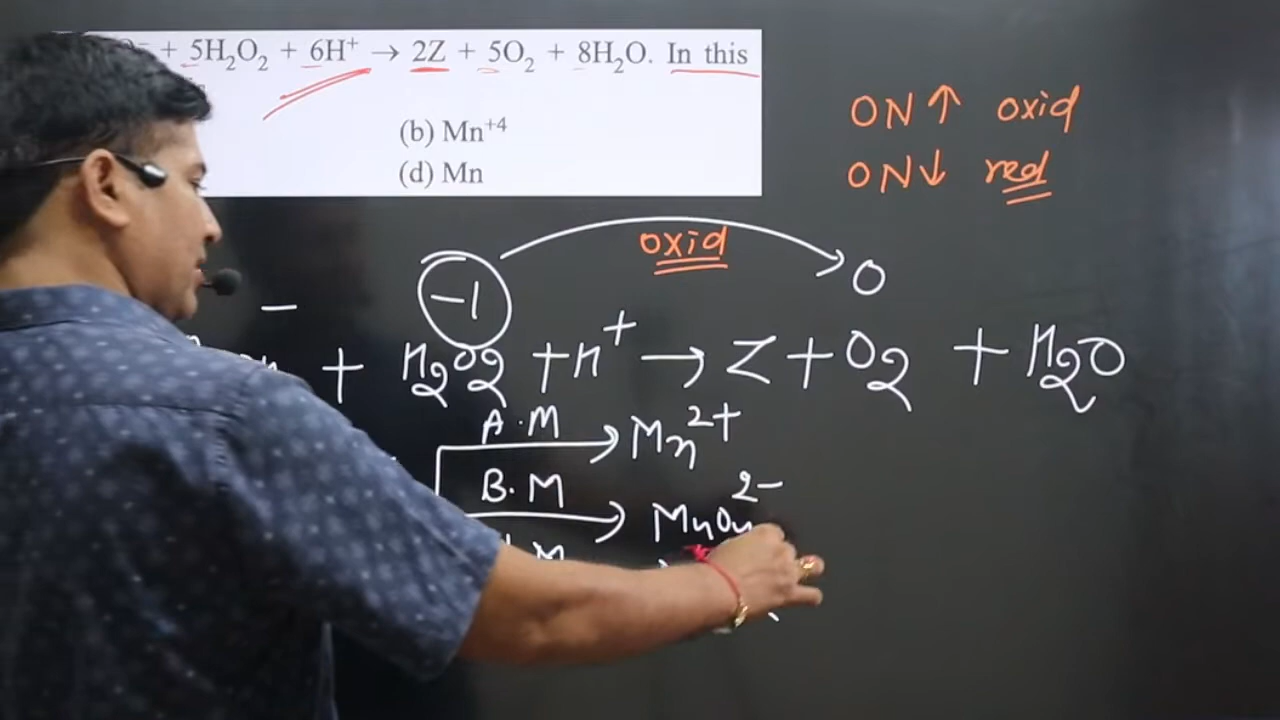 + 5H₂O₂ + 6H⁺ → 2Z + 5O₂ + 8H₂O. In this
(b) Mn⁺⁴
(d) Mn
ON↑ oxid
ON↓ red
oxid
−1 0
−
+ H₂O₂ + H⁺ → Z + O₂ + H₂O
A.M → Mn²⁺
B.M → MnO₄²⁻